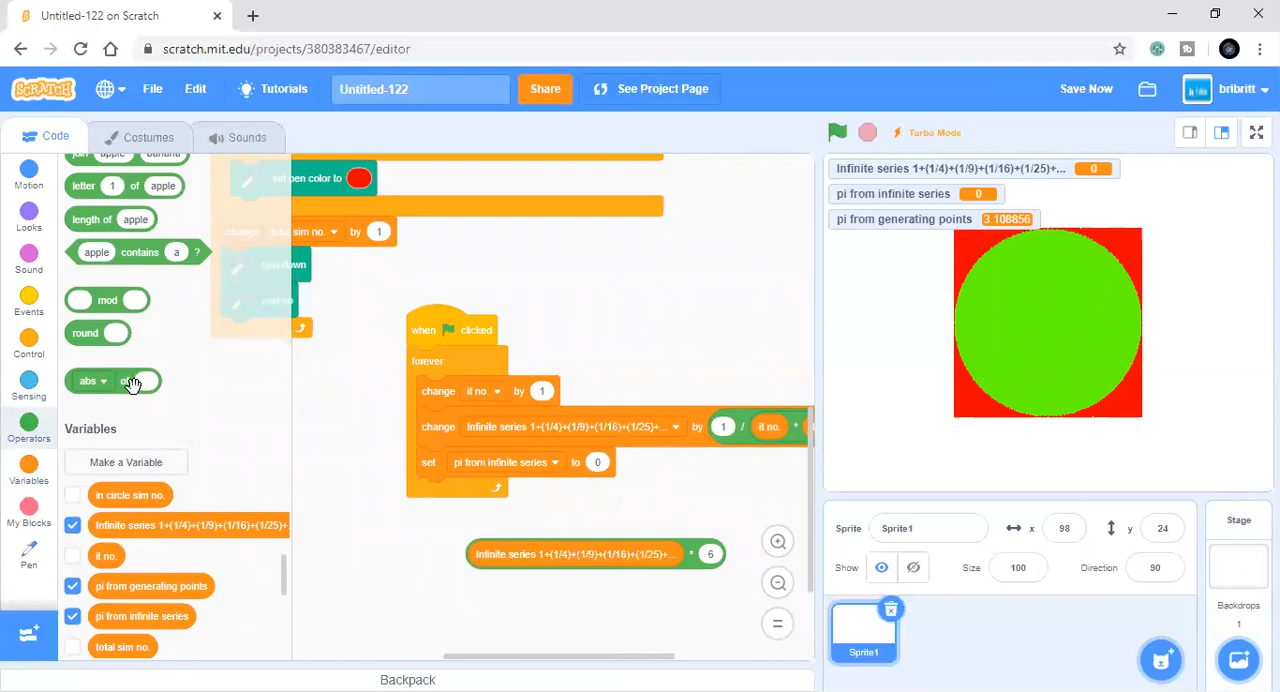 Untitled-122 on Scratch
scratch.mit.edu/projects/380383467/editor
SCRATCH File Edit Tutorials Untitled-122 Share See Project Page Save Now bribritt
Code Costumes Sounds
Turbo Mode
Motion
Looks
Sound
Events
Control
Sensing
Operators
Variables
My Blocks
Pen
join apple banana
letter 1 of apple
length of apple
apple contains a ?
mod
round
abs of
Variables
Make a Variable
in circle sim no.
Infinite series 1+(1/4)+(1/9)+(1/16)+(1/25)+...
it no.
pi from generating points
pi from infinite series
total sim no.
set pen color to
change total sim no. by 1
pen down
pen up
when clicked
forever
change it no. by 1
change Infinite series 1+(1/4)+(1/9)+(1/16)+(1/25)+... by 1 / it no. *
set pi from infinite series to 0
Infinite series 1+(1/4)+(1/9)+(1/16)+(1/25)+... * 6
Infinite series 1+(1/4)+(1/9)+(1/16)+(1/25)+... 0
pi from infinite series 0
pi from generating points 3.108856
Sprite Sprite1 x 98 y 24
Show Size 100 Direction 90
Sprite1
Stage
Backdrops
1
Backpack